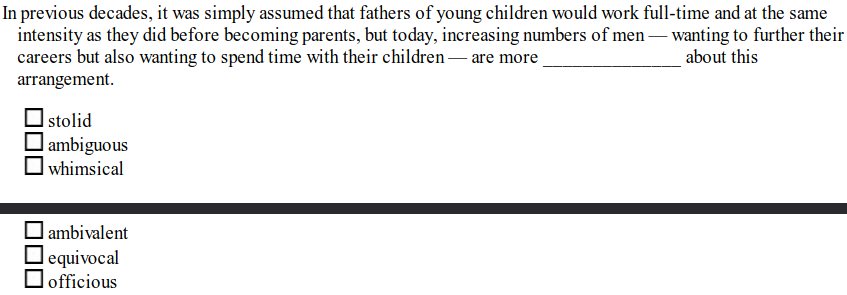 In previous decades, it was simply assumed that fathers of young children would work full-time and at the same
intensity as they did before becoming parents, but today, increasing numbers of men — wanting to further their
careers but also wanting to spend time with their children — are more ________________ about this
arrangement.
stolid
ambiguous
whimsical
ambivalent
equivocal
officious